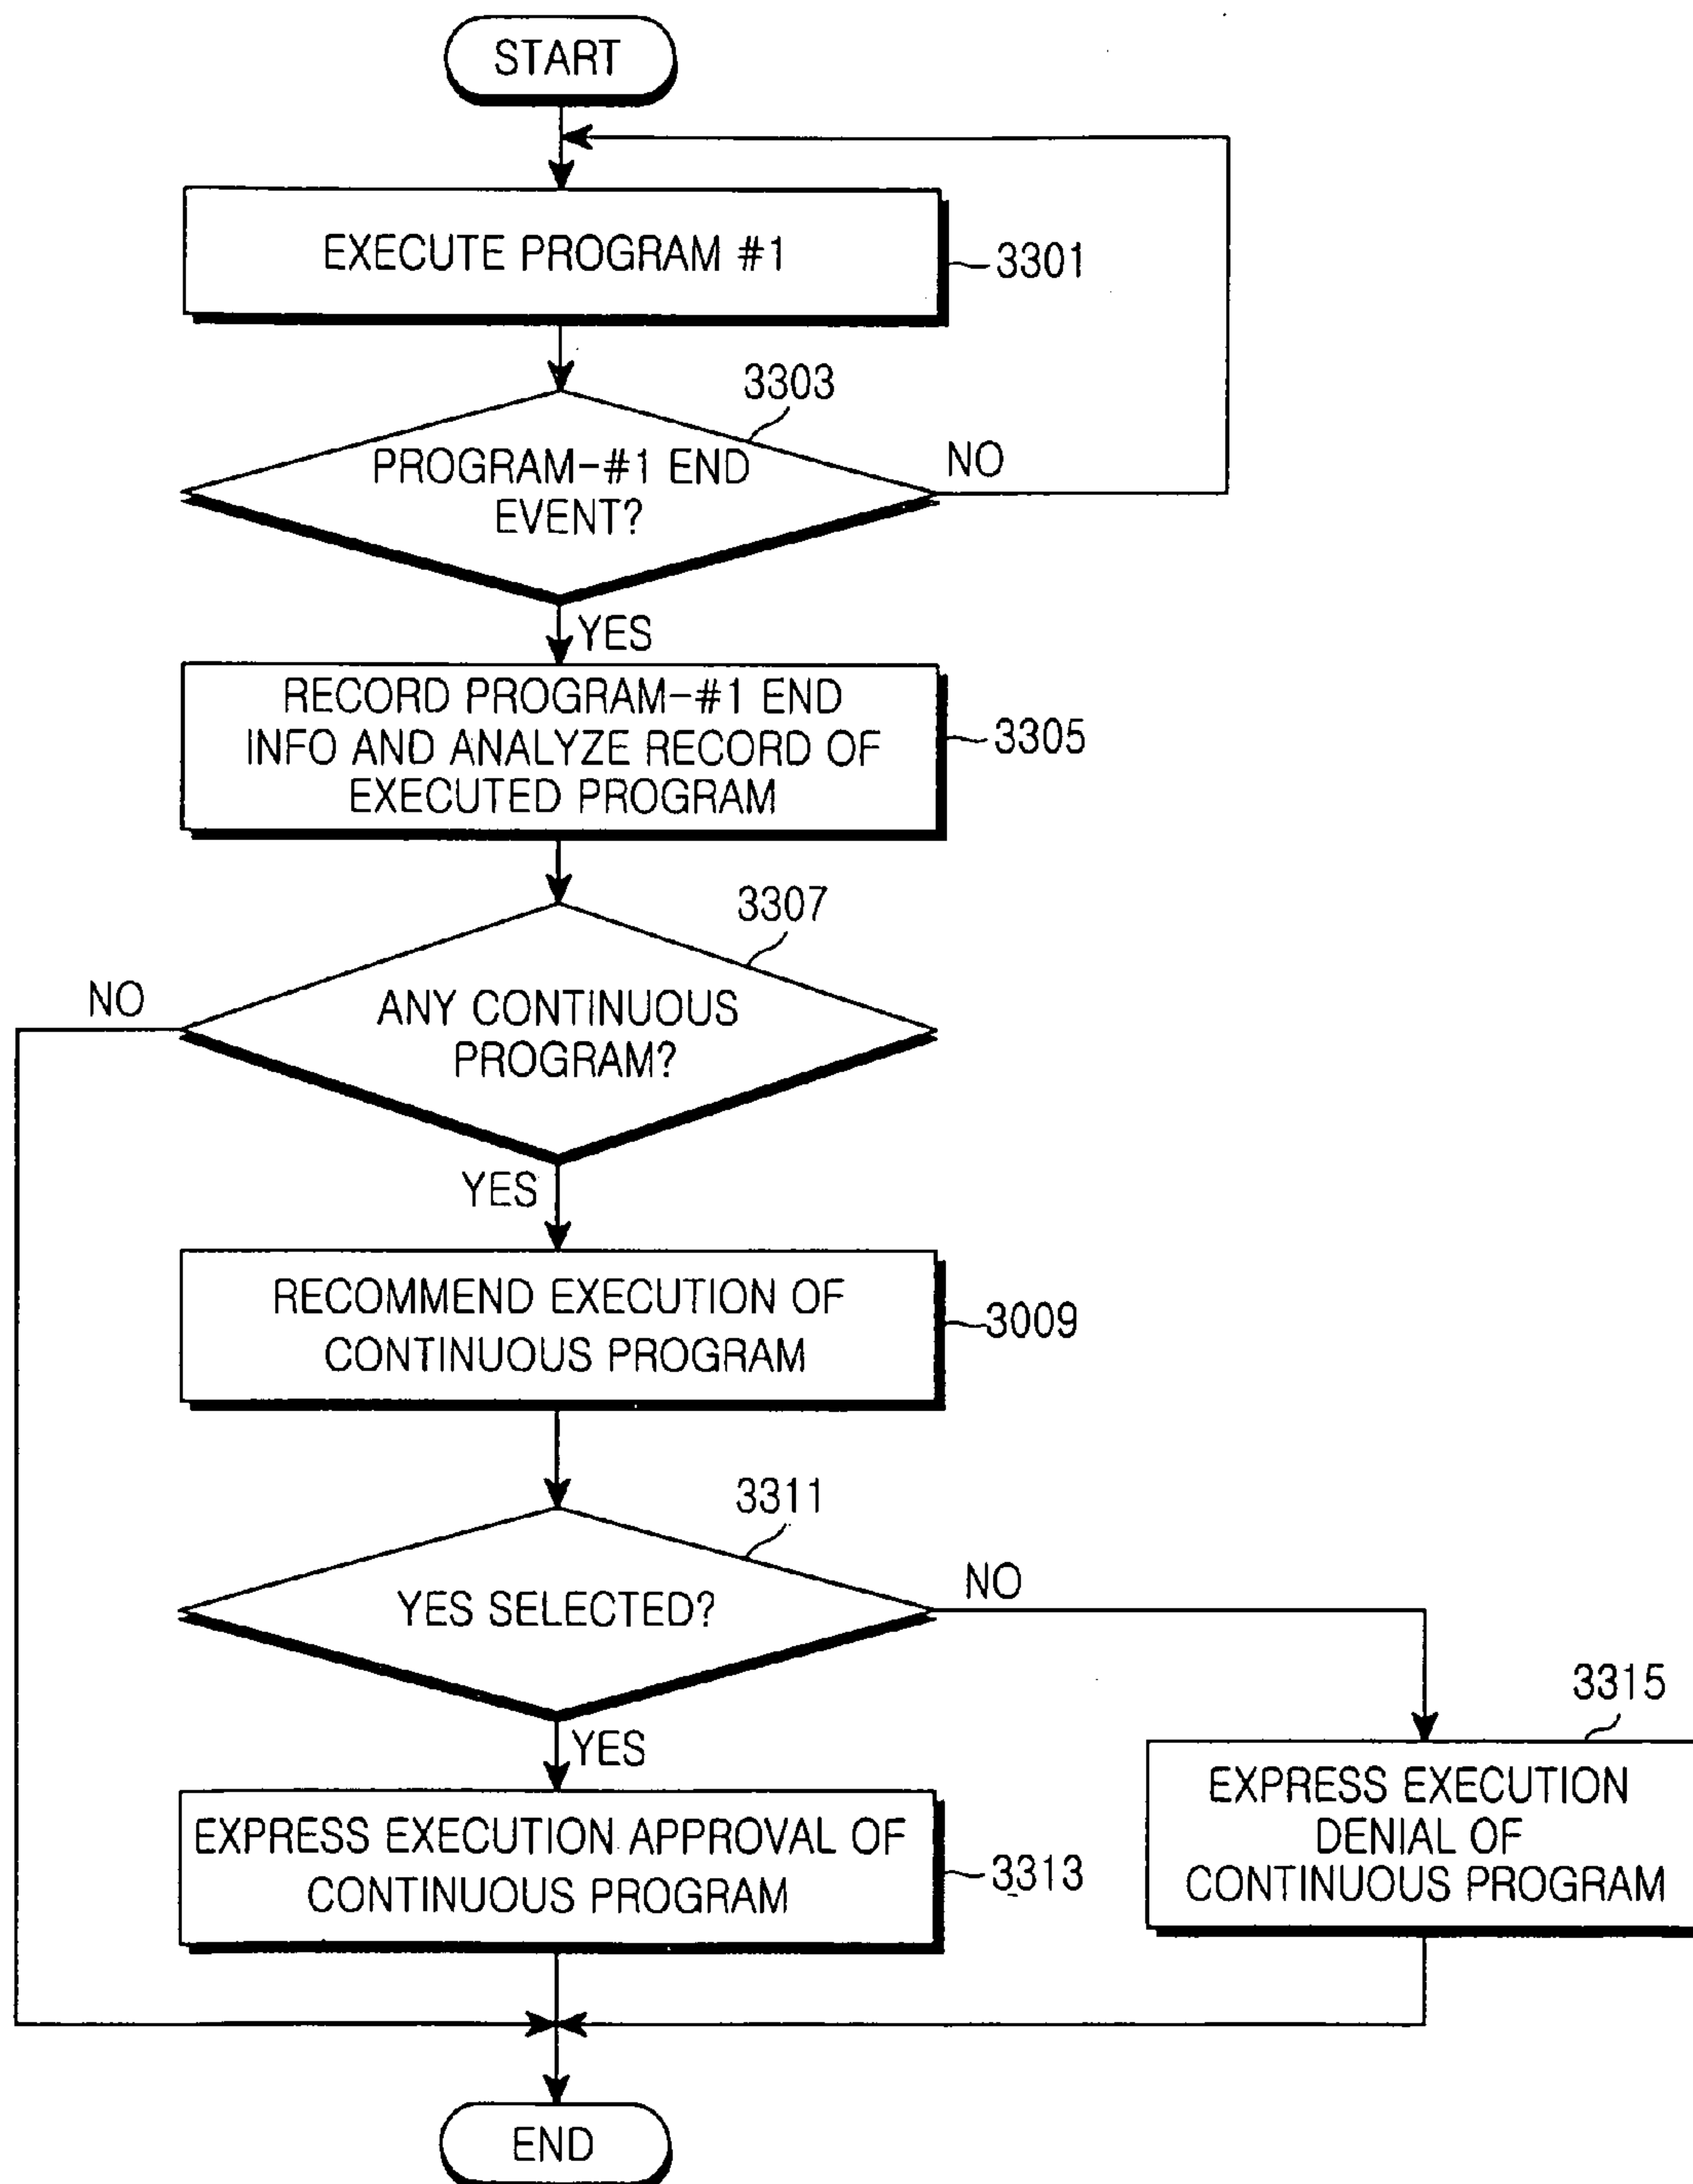 START
EXECUTE PROGRAM #1
3301
3303
PROGRAM-#1 END
EVENT?
NO
YES
RECORD PROGRAM-#1 END
INFO AND ANALYZE RECORD OF
EXECUTED PROGRAM
3305
3307
NO
ANY CONTINUOUS
PROGRAM?
YES
RECOMMEND EXECUTION OF
CONTINUOUS PROGRAM
3009
3311
YES SELECTED?
NO
YES
3315
EXPRESS EXECUTION
DENIAL OF
CONTINUOUS PROGRAM
EXPRESS EXECUTION APPROVAL OF
CONTINUOUS PROGRAM
3313
END